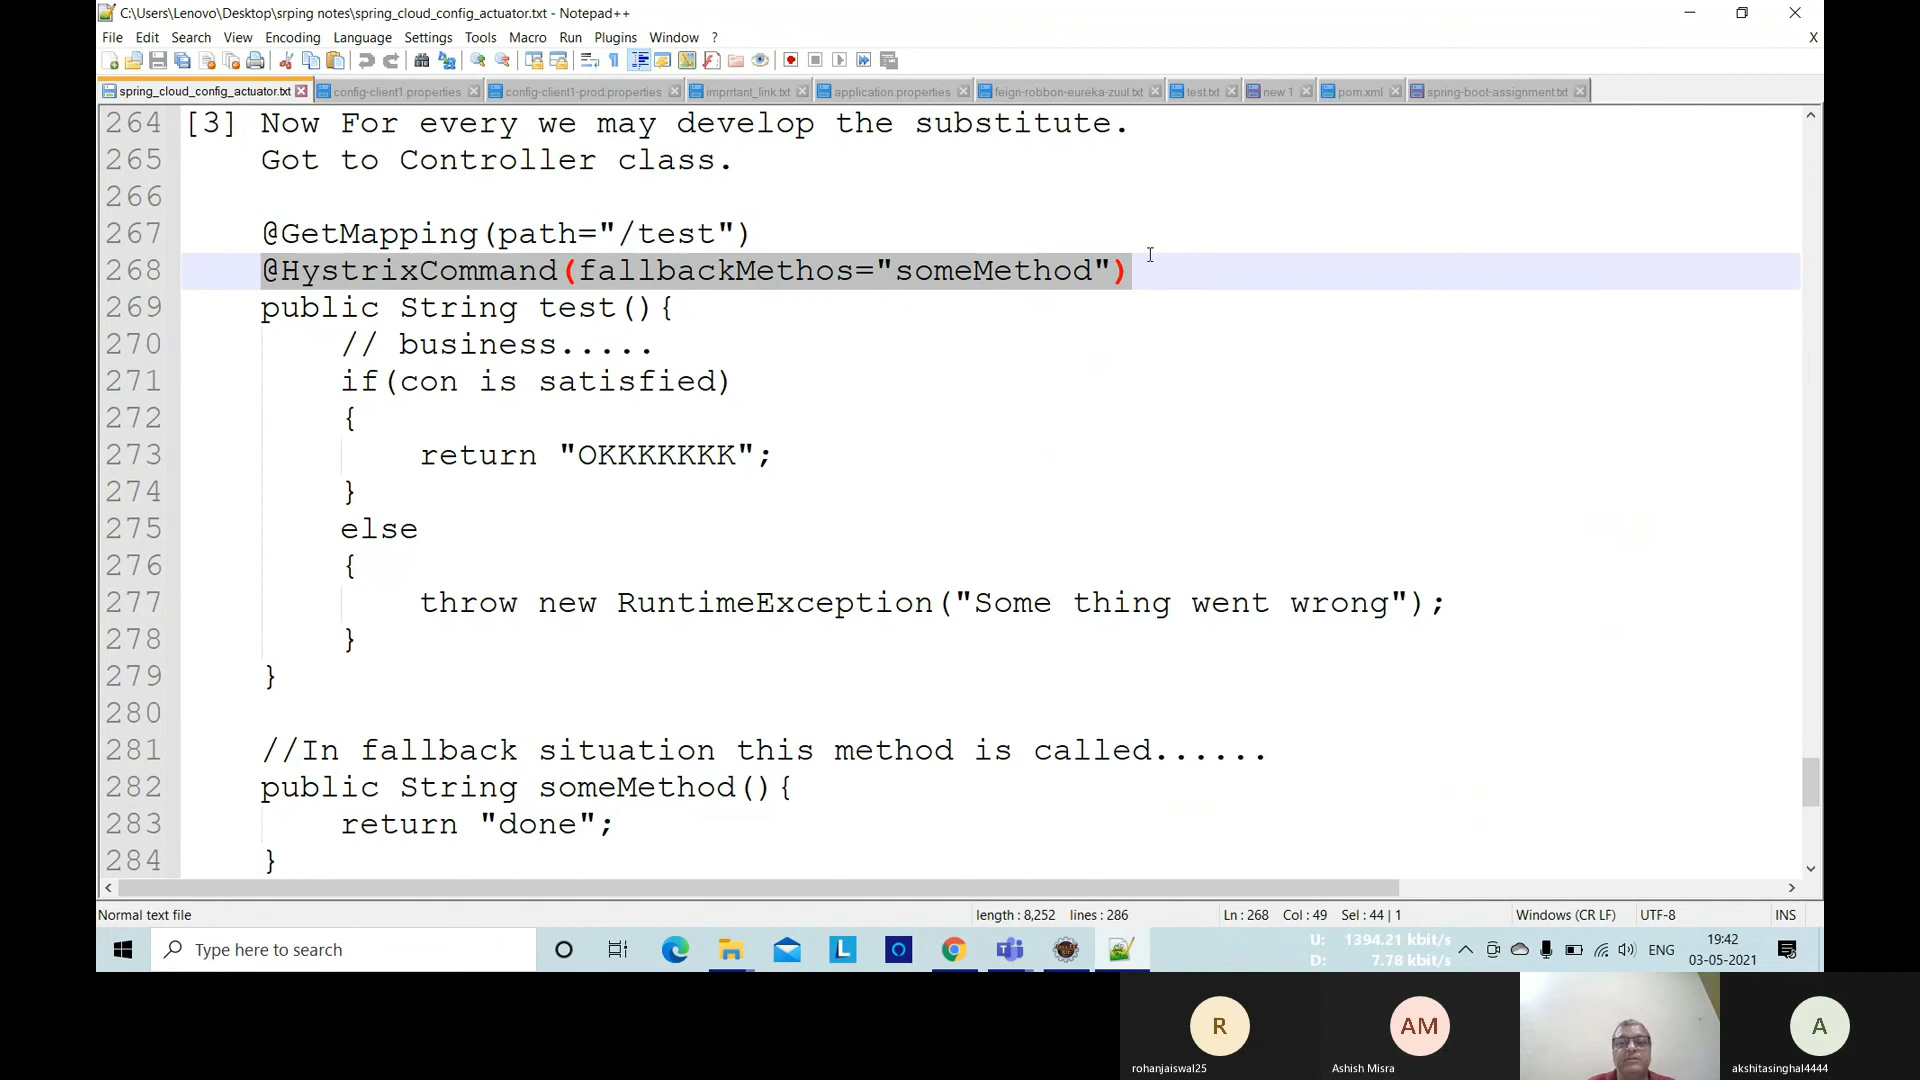 C:\Users\Lenovo\Desktop\srping notes\spring_cloud_config_actuator.txt - Notepad++
File Edit Search View Encoding Language Settings Tools Macro Run Plugins Window ? X
spring_cloud_config_actuator.txt config-client1.properties config-client1-prod.properties imprtant_link.txt application.properties feign-robbon-eureka-zuul.txt test.txt new 1 pom.xml spring-boot-assignment.txt
264 [3] Now For every we may develop the substitute.
265 Got to Controller class.
266
267 @GetMapping(path="/test")
268 @HystrixCommand(fallbackMethos="someMethod")
269 public String test(){
270 // business.....
271 if(con is satisfied)
272 {
273 return "OKKKKKKK";
274 }
275 else
276 {
277 throw new RuntimeException("Some thing went wrong");
278 }
279 }
280
281 //In fallback situation this method is called......
282 public String someMethod(){
283 return "done";
284 }
Normal text file length : 8,252 lines : 286 Ln : 268 Col : 49 Sel : 44 | 1 Windows (CR LF) UTF-8 INS
Type here to search
U: 1394.21 kbit/s
D: 7.78 kbit/s
ENG
19:42
03-05-2021
R
rohanjaiswal25
AM
Ashish Misra
A
akshitasinghal4444